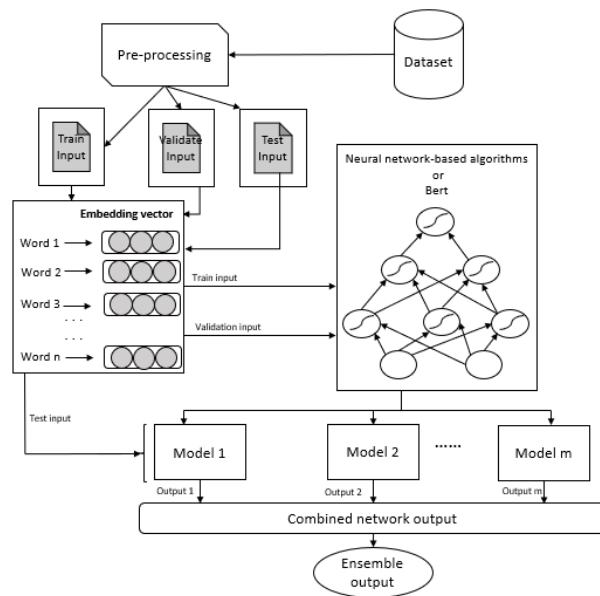 Pre-processing
Dataset
Train
Input
Validate
Input
Test
Input
Neural network-based algorithms
or
Bert
Embedding vector
Word 1
Word 2
Word 3
. . .
. . .
Word n
Train input
Validation input
Test input
Model 1
Model 2
......
Model m
Output 1
Output 2
Output m
Combined network output
Ensemble
output